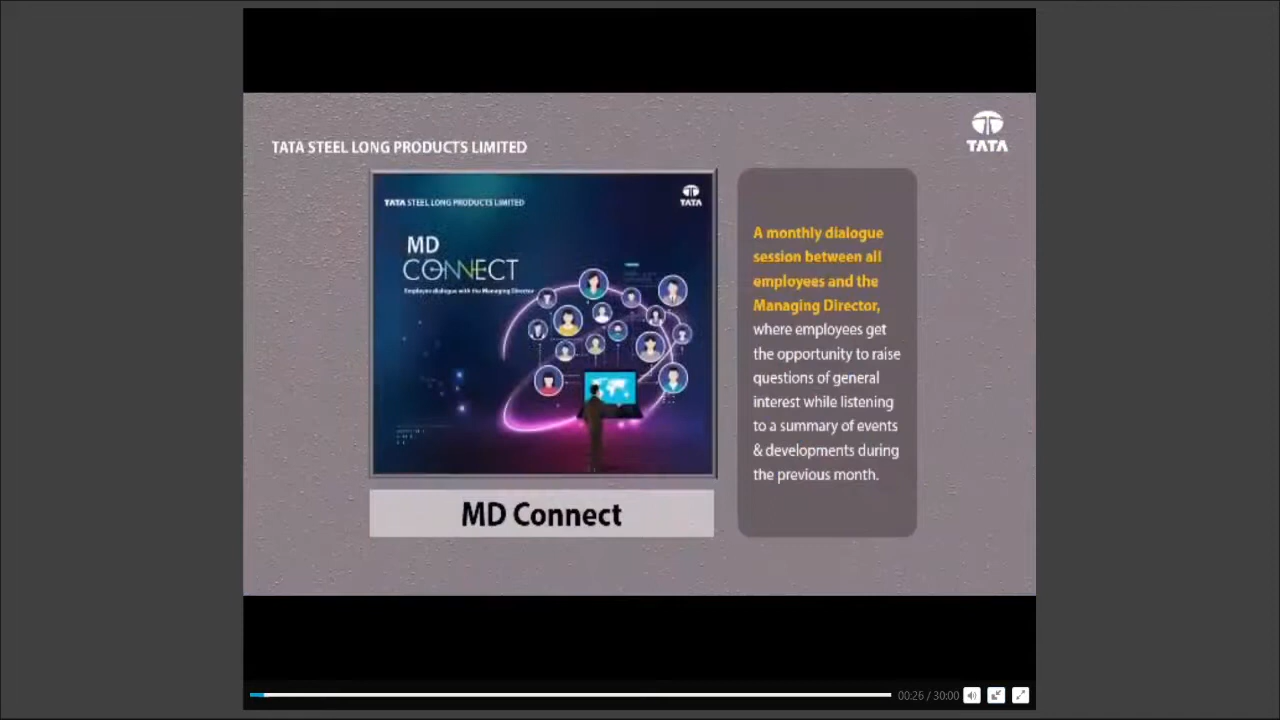 TATA STEEL LONG PRODUCTS LIMITED
TATA
TATA STEEL LONG PRODUCTS LIMITED
TATA
MD
CONNECT
Employee dialogue with the Managing Director
MD Connect
A monthly dialogue
session between all
employees and the
Managing Director,
where employees get
the opportunity to raise
questions of general
interest while listening
to a summary of events
& developments during
the previous month.
00:26 / 30:00